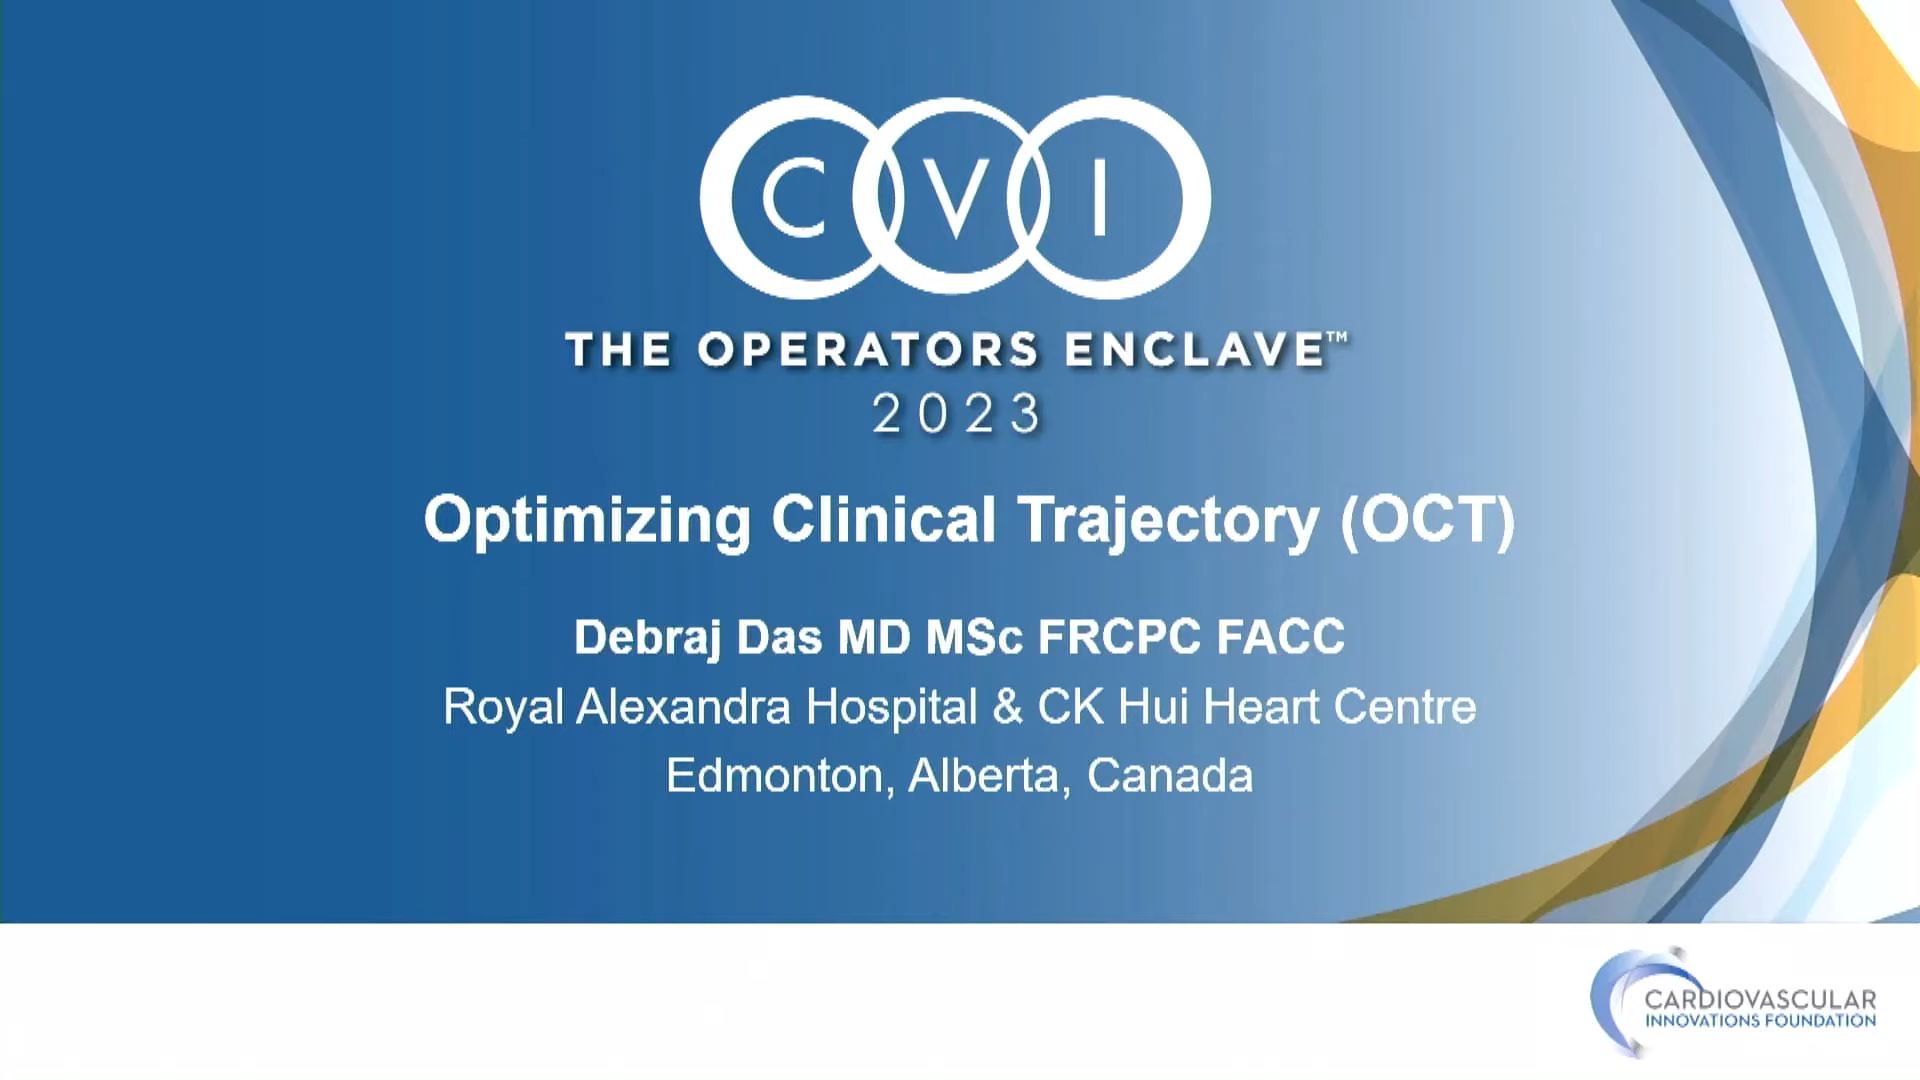 CVI
THE OPERATORS ENCLAVE™
2023
Optimizing Clinical Trajectory (OCT)
Debraj Das MD MSc FRCPC FACC
Royal Alexandra Hospital & CK Hui Heart Centre
Edmonton, Alberta, Canada
CARDIOVASCULAR
INNOVATIONS FOUNDATION